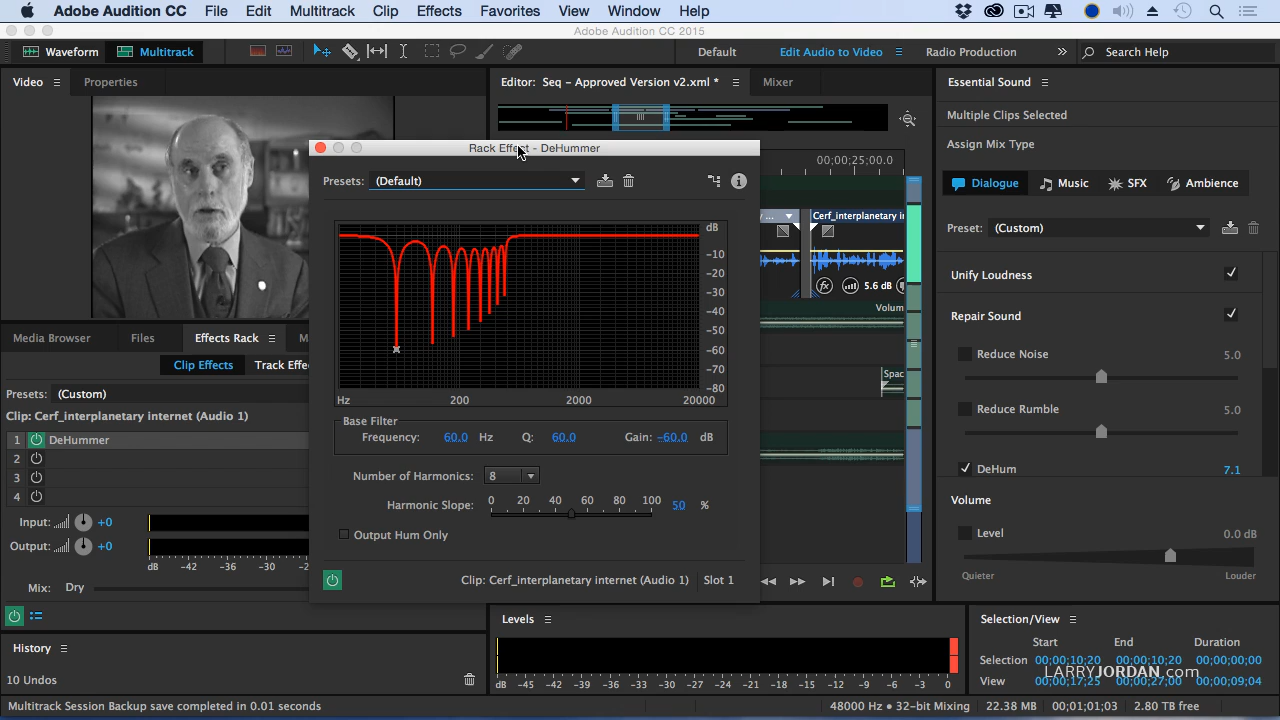 Adobe Audition CC File Edit Multitrack Clip Effects Favorites View Window Help
Adobe Audition CC 2015
Waveform Multitrack Default Edit Audio to Video Radio Production Search Help
Video Properties
Editor: Seq – Approved Version v2.xml * Mixer
Essential Sound
Multiple Clips Selected
Assign Mix Type
Dialogue Music SFX Ambience
Preset: (Custom)
Unify Loudness
Repair Sound
Reduce Noise 5.0
Reduce Rumble 5.0
DeHum 7.1
Volume
Level 0.0 dB
Quieter Louder
Rack Effect - DeHummer
Presets: (Default)
dB
-10
-20
-30
-40
-50
-60
-70
-80
Hz 200 2000 20000
Base Filter
Frequency: 60.0 Hz Q: 60.0 Gain: -60.0 dB
Number of Harmonics: 8
Harmonic Slope: 0 20 40 60 80 100 50 %
Output Hum Only
Clip: Cerf_interplanetary internet (Audio 1) Slot 1
00;00;25;00.0
Cerf_interplanetary
5.6 dB
Volum
Spac
Media Browser Files Effects Rack M
Clip Effects Track Effe
Presets: (Custom)
Clip: Cerf_interplanetary internet (Audio 1)
1 DeHummer
2
3
4
Input: +0
Output: +0
dB -42 -36 -30
Mix: Dry
History
10 Undos
Levels
dB -45 -42 -39 -36 -33 -30 -27 -24 -21 -18 -15 -12 -9 -6 -3 0
Selection/View
Start End Duration
Selection 00;00;10;20 00;00;10;20 00;00;00;00
View 00;00;17;25 00;00;27;00 00;00;09;04
LARRYJORDAN.com
Multitrack Session Backup save completed in 0.01 seconds
48000 Hz • 32-bit Mixing 22.38 MB 00;01;01;03 2.80 TB free